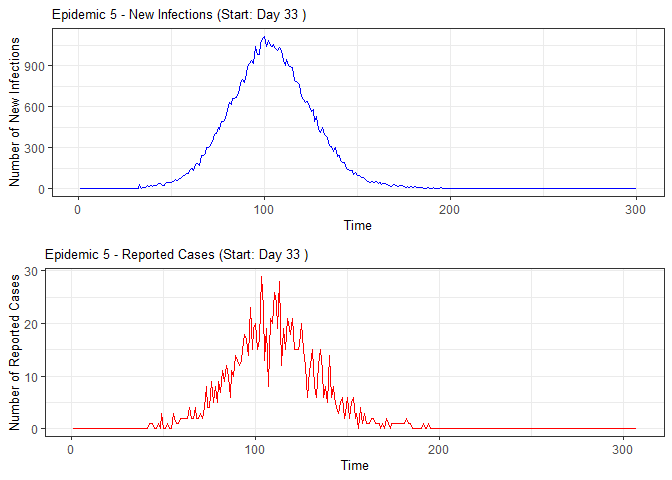 Epidemic 5 - New Infections (Start: Day 33 )
Number of New Infections
900
600
300
0
0
100
200
300
Time
Epidemic 5 - Reported Cases (Start: Day 33 )
Number of Reported Cases
30
20
10
0
0
100
200
300
Time